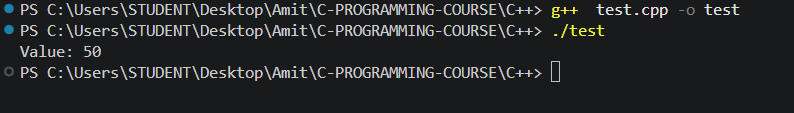 PS C:\Users\STUDENT\Desktop\Amit\C-PROGRAMMING-COURSE\C++> g++  test.cpp -o test
PS C:\Users\STUDENT\Desktop\Amit\C-PROGRAMMING-COURSE\C++> ./test
Value: 50
PS C:\Users\STUDENT\Desktop\Amit\C-PROGRAMMING-COURSE\C++>